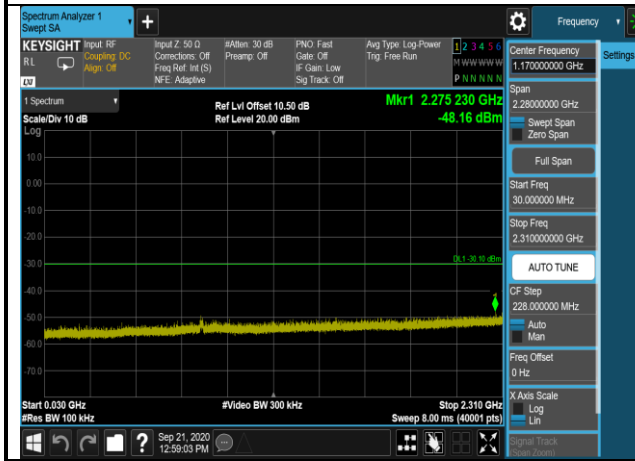 Spectrum Analyzer 1
Swept SA
Frequency
KEYSIGHT
RL
LXI
Input: RF
Coupling: DC
Align: Off
Input Z: 50 Ω
Corrections: Off
Freq Ref: Int (S)
NFE: Adaptive
#Atten: 30 dB
Preamp: Off
PNO: Fast
Gate: Off
IF Gain: Low
Sig Track: Off
Avg Type: Log-Power
Trig: Free Run
1 2 3 4 5 6
M W W W W W
P N N N N N
1 Spectrum
Scale/Div 10 dB
Log
Ref Lvl Offset 10.50 dB
Ref Level 20.00 dBm
Mkr1 2.275 230 GHz
-48.16 dBm
10.0
0.00
-10.0
-20.0
-30.0
-40.0
-50.0
-60.0
-70.0
DL1 -30.10 dBm
Start 0.030 GHz
#Res BW 100 kHz
#Video BW 300 kHz
Stop 2.310 GHz
Sweep 8.00 ms (40001 pts)
Sep 21, 2020
12:59:03 PM
Center Frequency
1.170000000 GHz
Settings
Span
2.28000000 GHz
Swept Span
Zero Span
Full Span
Start Freq
30.000000 MHz
Stop Freq
2.310000000 GHz
AUTO TUNE
CF Step
228.000000 MHz
Auto
Man
Freq Offset
0 Hz
X Axis Scale
Log
Lin
Signal Track
(Span Zoom)